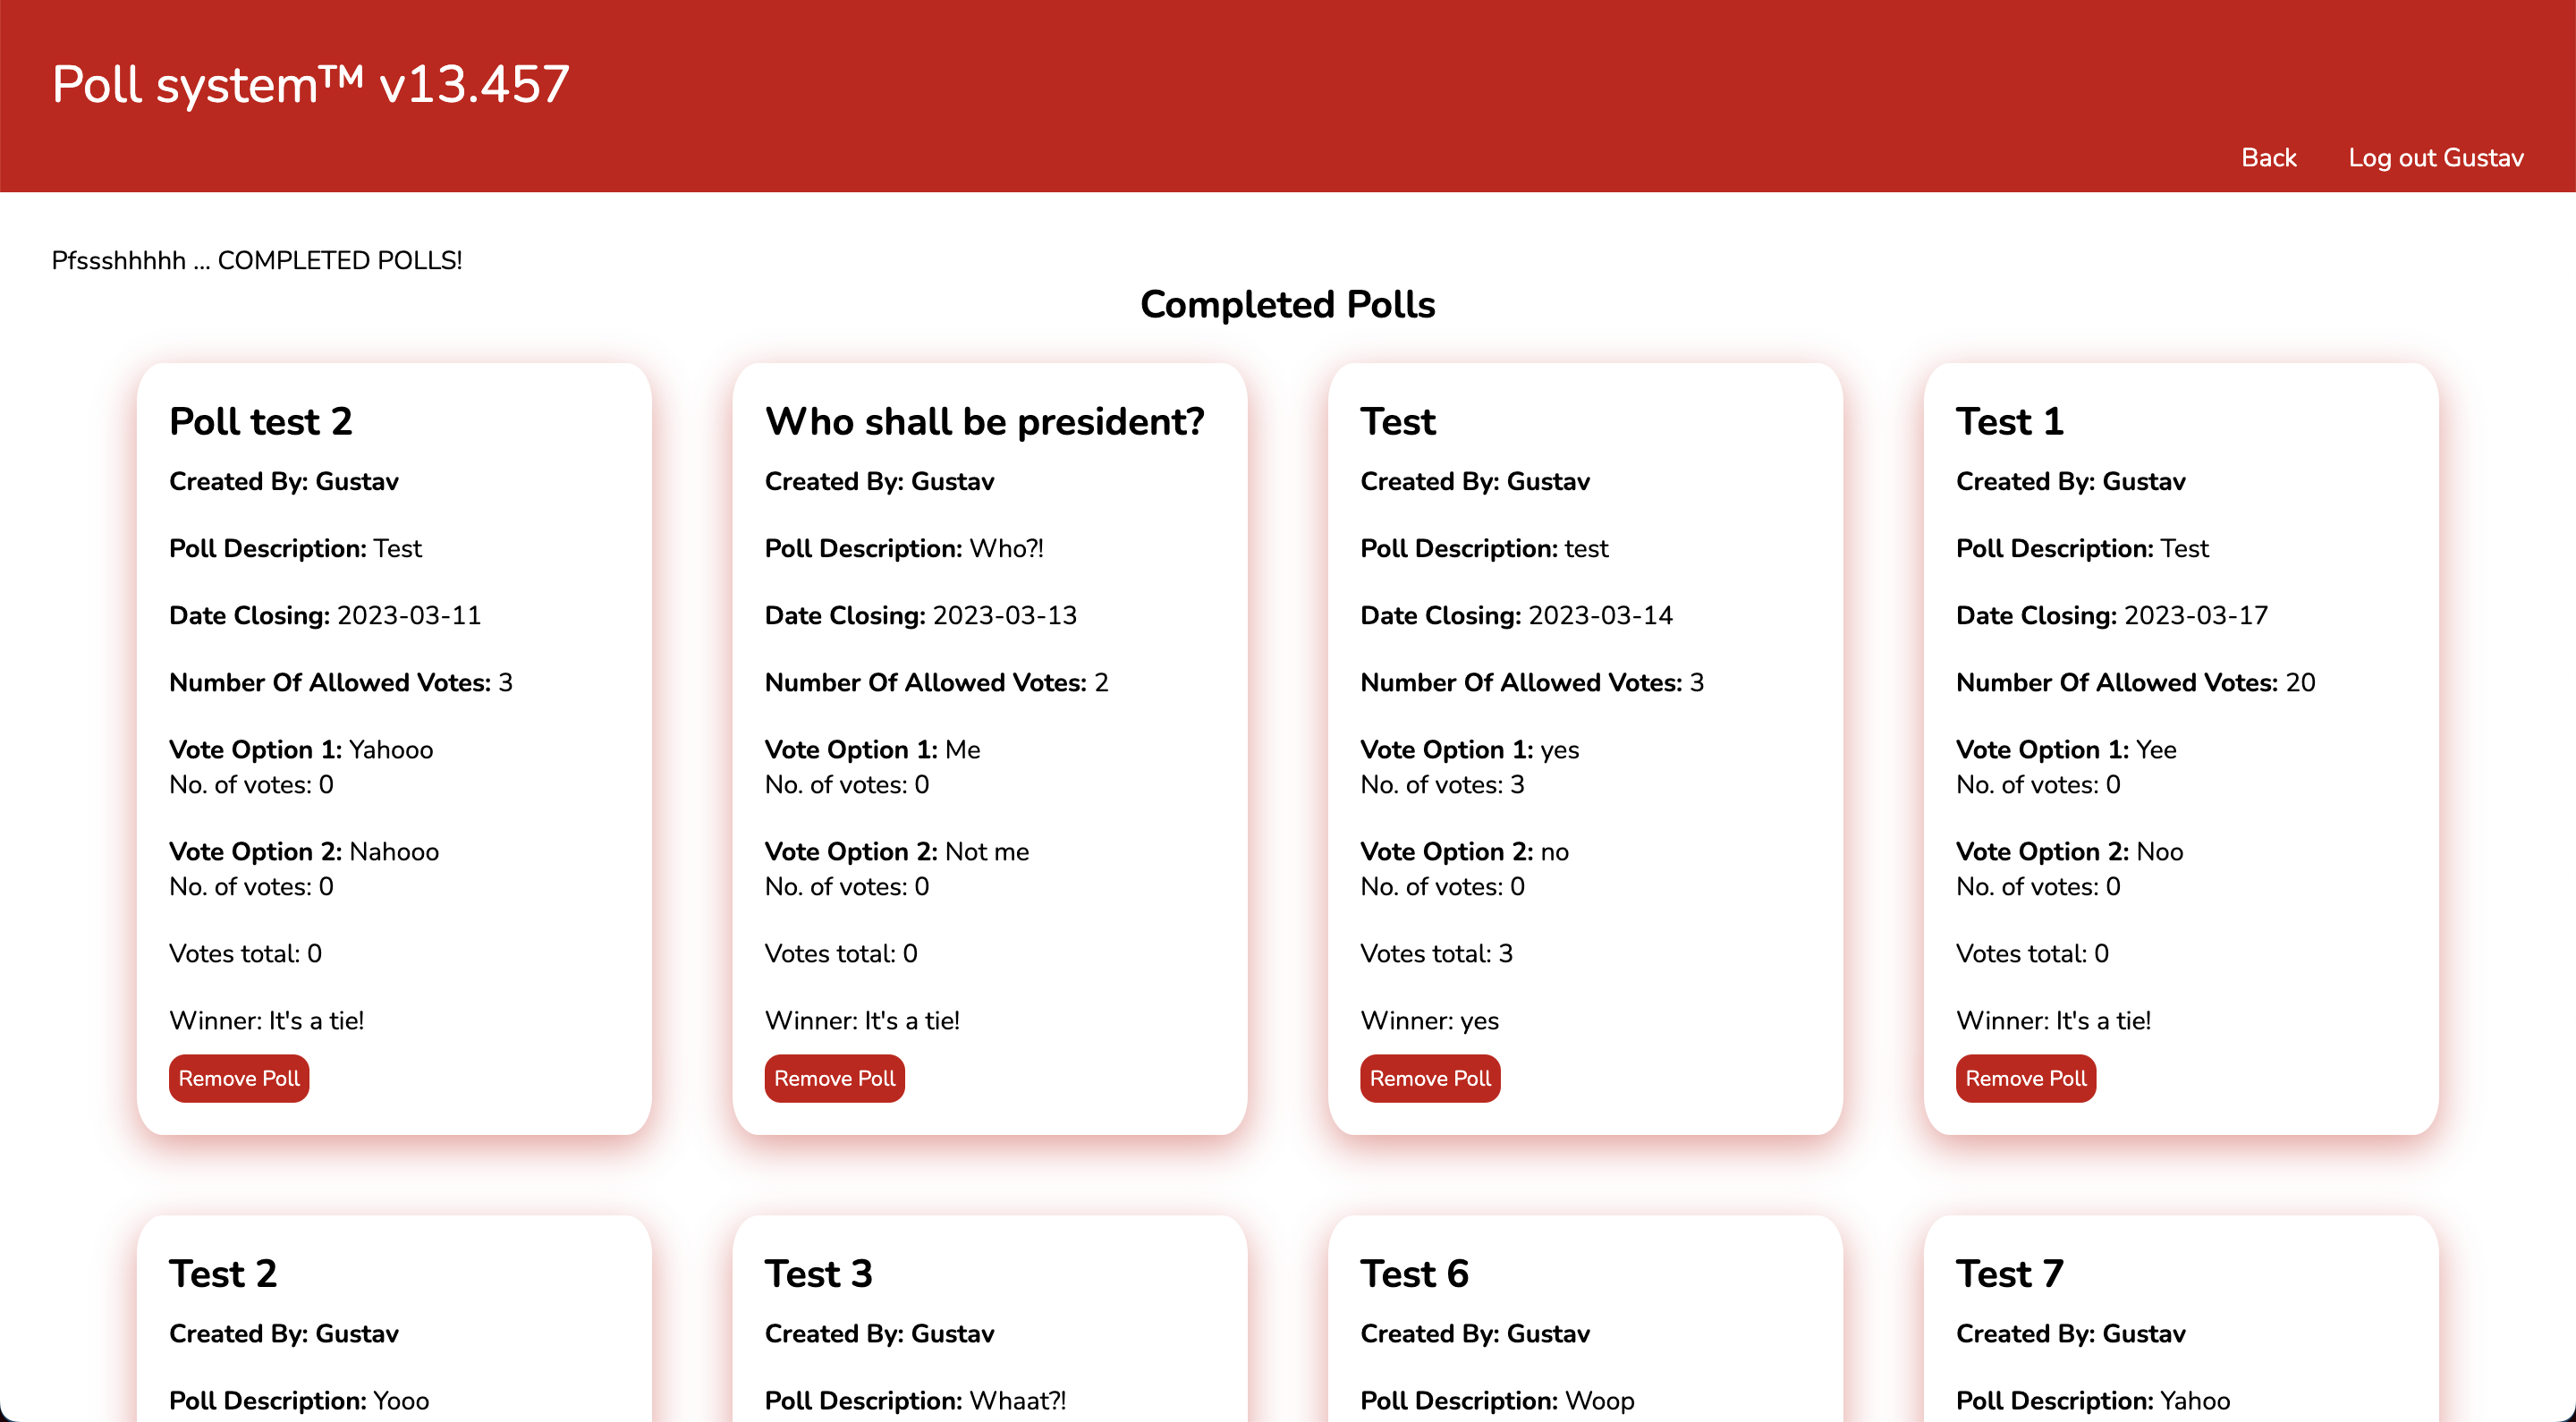 Poll system™ v13.457
Back
Log out Gustav
Pfssshhhhh ... COMPLETED POLLS!
Completed Polls
Poll test 2
Created By: Gustav
Poll Description: Test
Date Closing: 2023-03-11
Number Of Allowed Votes: 3
Vote Option 1: Yahooo
No. of votes: 0
Vote Option 2: Nahooo
No. of votes: 0
Votes total: 0
Winner: It's a tie!
Remove Poll
Who shall be president?
Created By: Gustav
Poll Description: Who?!
Date Closing: 2023-03-13
Number Of Allowed Votes: 2
Vote Option 1: Me
No. of votes: 0
Vote Option 2: Not me
No. of votes: 0
Votes total: 0
Winner: It's a tie!
Remove Poll
Test
Created By: Gustav
Poll Description: test
Date Closing: 2023-03-14
Number Of Allowed Votes: 3
Vote Option 1: yes
No. of votes: 3
Vote Option 2: no
No. of votes: 0
Votes total: 3
Winner: yes
Remove Poll
Test 1
Created By: Gustav
Poll Description: Test
Date Closing: 2023-03-17
Number Of Allowed Votes: 20
Vote Option 1: Yee
No. of votes: 0
Vote Option 2: Noo
No. of votes: 0
Votes total: 0
Winner: It's a tie!
Remove Poll
Test 2
Created By: Gustav
Poll Description: Yooo
Test 3
Created By: Gustav
Poll Description: Whaat?!
Test 6
Created By: Gustav
Poll Description: Woop
Test 7
Created By: Gustav
Poll Description: Yahoo